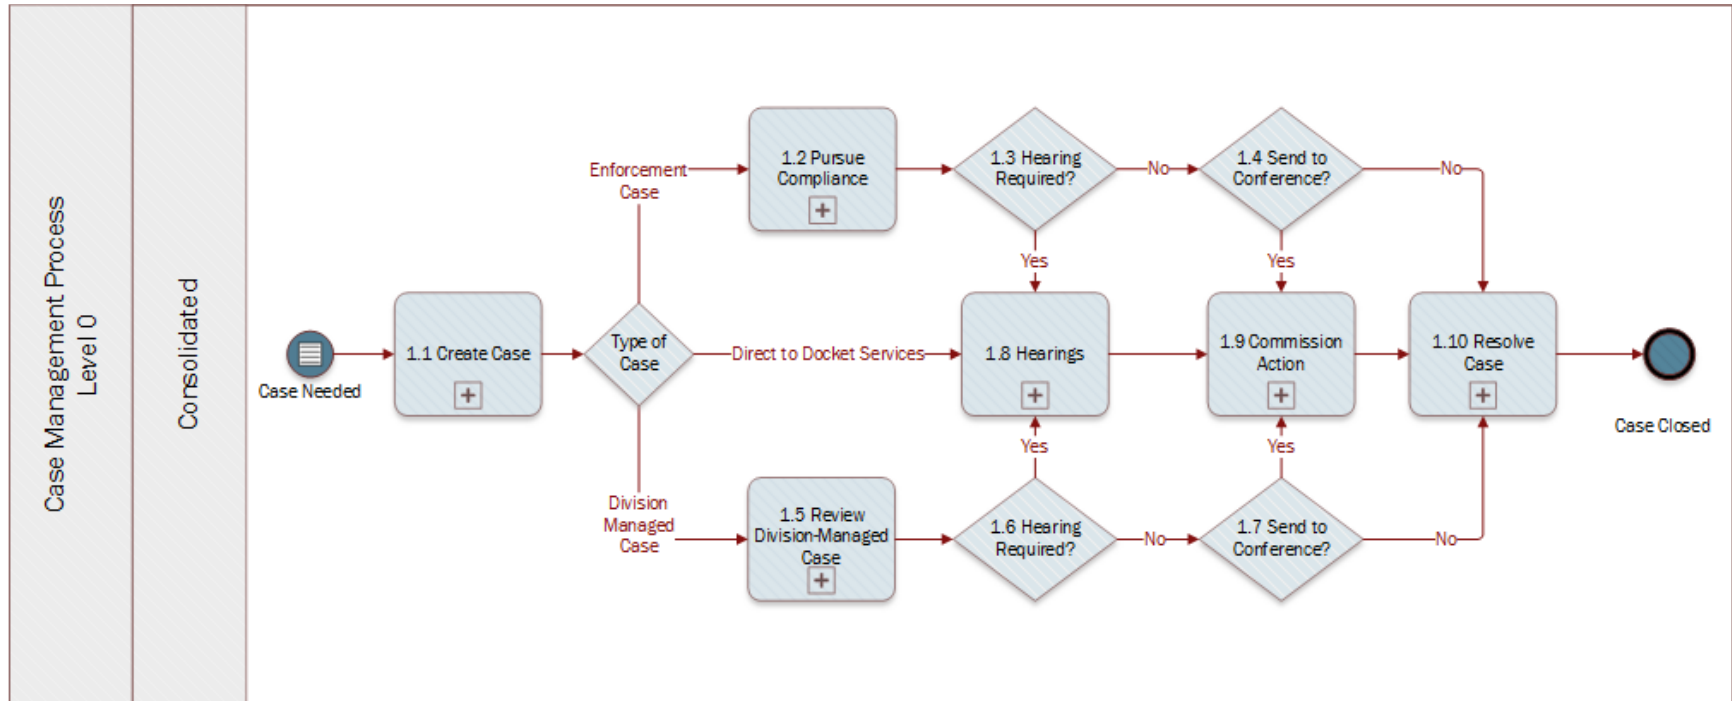 Case Management Process
Level 0
Consolidated
Case Needed
1.1 Create Case
Type of
Case
Enforcement
Case
1.2 Pursue
Compliance
1.3 Hearing
Required?
No
1.4 Send to
Conference?
No
Yes
Yes
Direct to Docket Services
1.8 Hearings
1.9 Commission
Action
1.10 Resolve
Case
Case Closed
Yes
Yes
Division
Managed
Case
1.5 Review
Division-Managed
Case
1.6 Hearing
Required?
No
1.7 Send to
Conference?
No